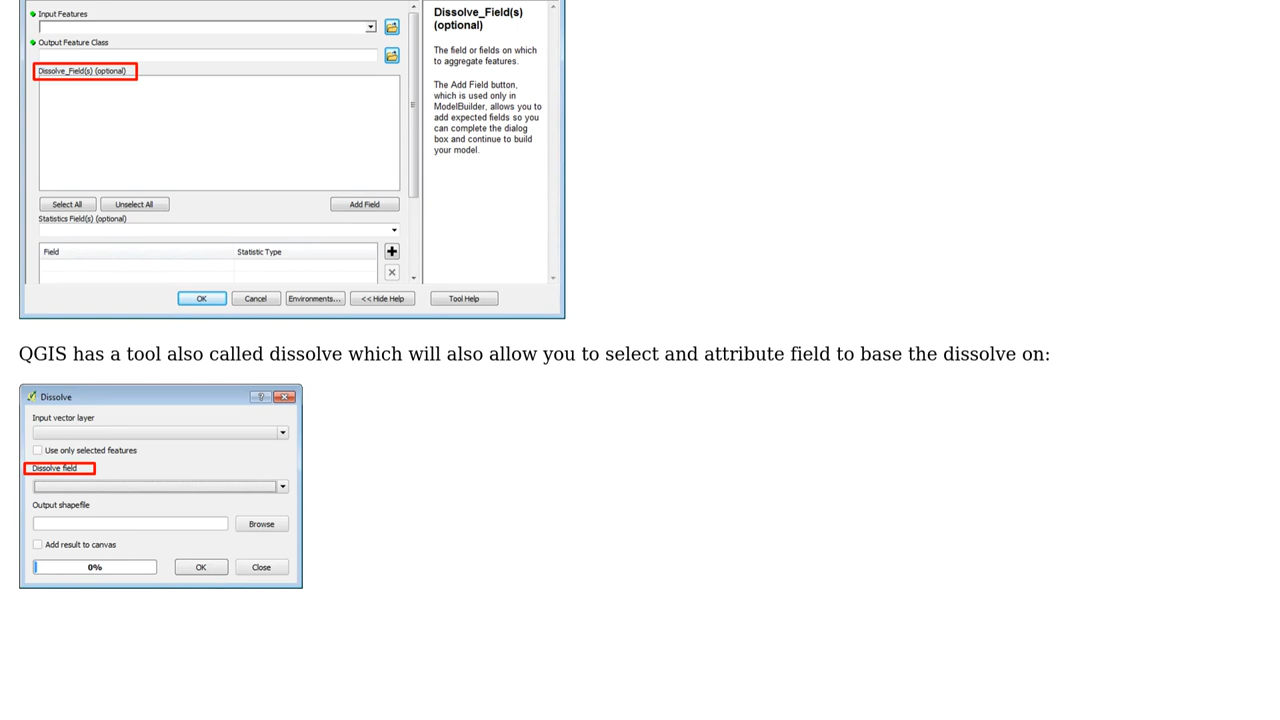 Input Features
Output Feature Class
Dissolve_Field(s) (optional)
Select All Unselect All Add Field
Statistics Field(s) (optional)
Field Statistic Type
OK Cancel Environments... << Hide Help Tool Help
Dissolve_Field(s)
(optional)
The field or fields on which
to aggregate features.
The Add Field button,
which is used only in
ModelBuilder, allows you to
add expected fields so you
can complete the dialog
box and continue to build
your model.
QGIS has a tool also called dissolve which will also allow you to select and attribute field to base the dissolve on:
Dissolve
Input vector layer
Use only selected features
Dissolve field
Output shapefile
Browse
Add result to canvas
0% OK Close